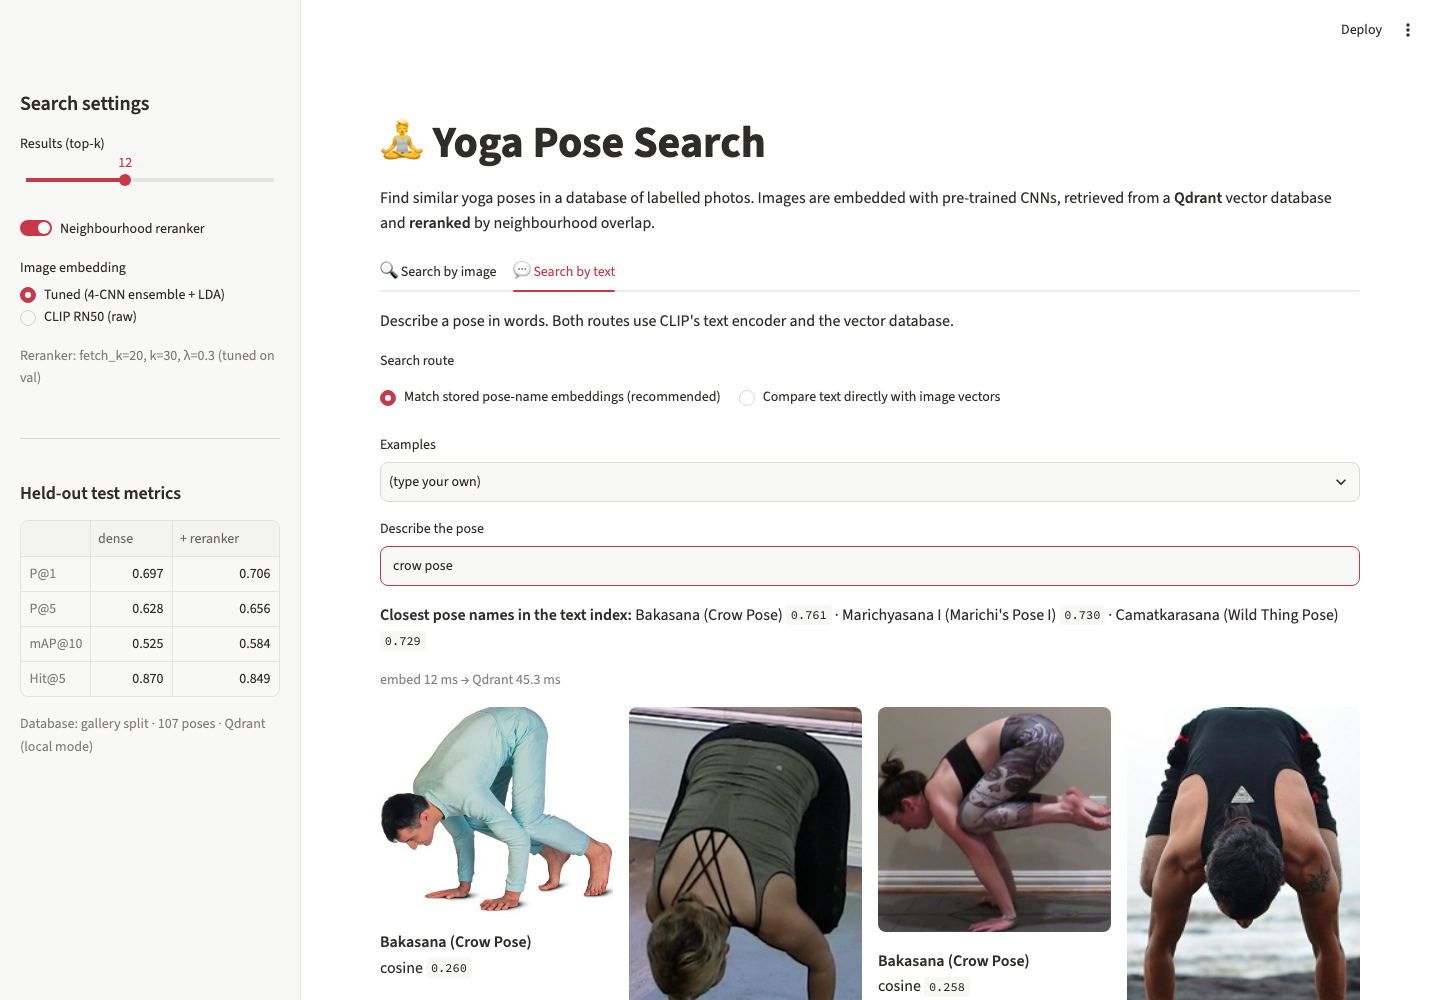 Deploy
Search settings
Results (top-k)
12
Neighbourhood reranker
Image embedding
Tuned (4-CNN ensemble + LDA)
CLIP RN50 (raw)
Reranker: fetch_k=20, k=30, λ=0.3 (tuned on
val)
Held-out test metrics
dense + reranker
P@1 0.697 0.706
P@5 0.628 0.656
mAP@10 0.525 0.584
Hit@5 0.870 0.849
Database: gallery split · 107 poses · Qdrant
(local mode)
Yoga Pose Search
Find similar yoga poses in a database of labelled photos. Images are embedded with pre-trained CNNs, retrieved from a Qdrant vector database
and reranked by neighbourhood overlap.
Search by image Search by text
Describe a pose in words. Both routes use CLIP's text encoder and the vector database.
Search route
Match stored pose-name embeddings (recommended) Compare text directly with image vectors
Examples
(type your own)
Describe the pose
crow pose
Closest pose names in the text index: Bakasana (Crow Pose) 0.761 · Marichyasana I (Marichi's Pose I) 0.730 · Camatkarasana (Wild Thing Pose)
0.729
embed 12 ms → Qdrant 45.3 ms
Bakasana (Crow Pose)
cosine 0.260
Bakasana (Crow Pose)
cosine 0.258